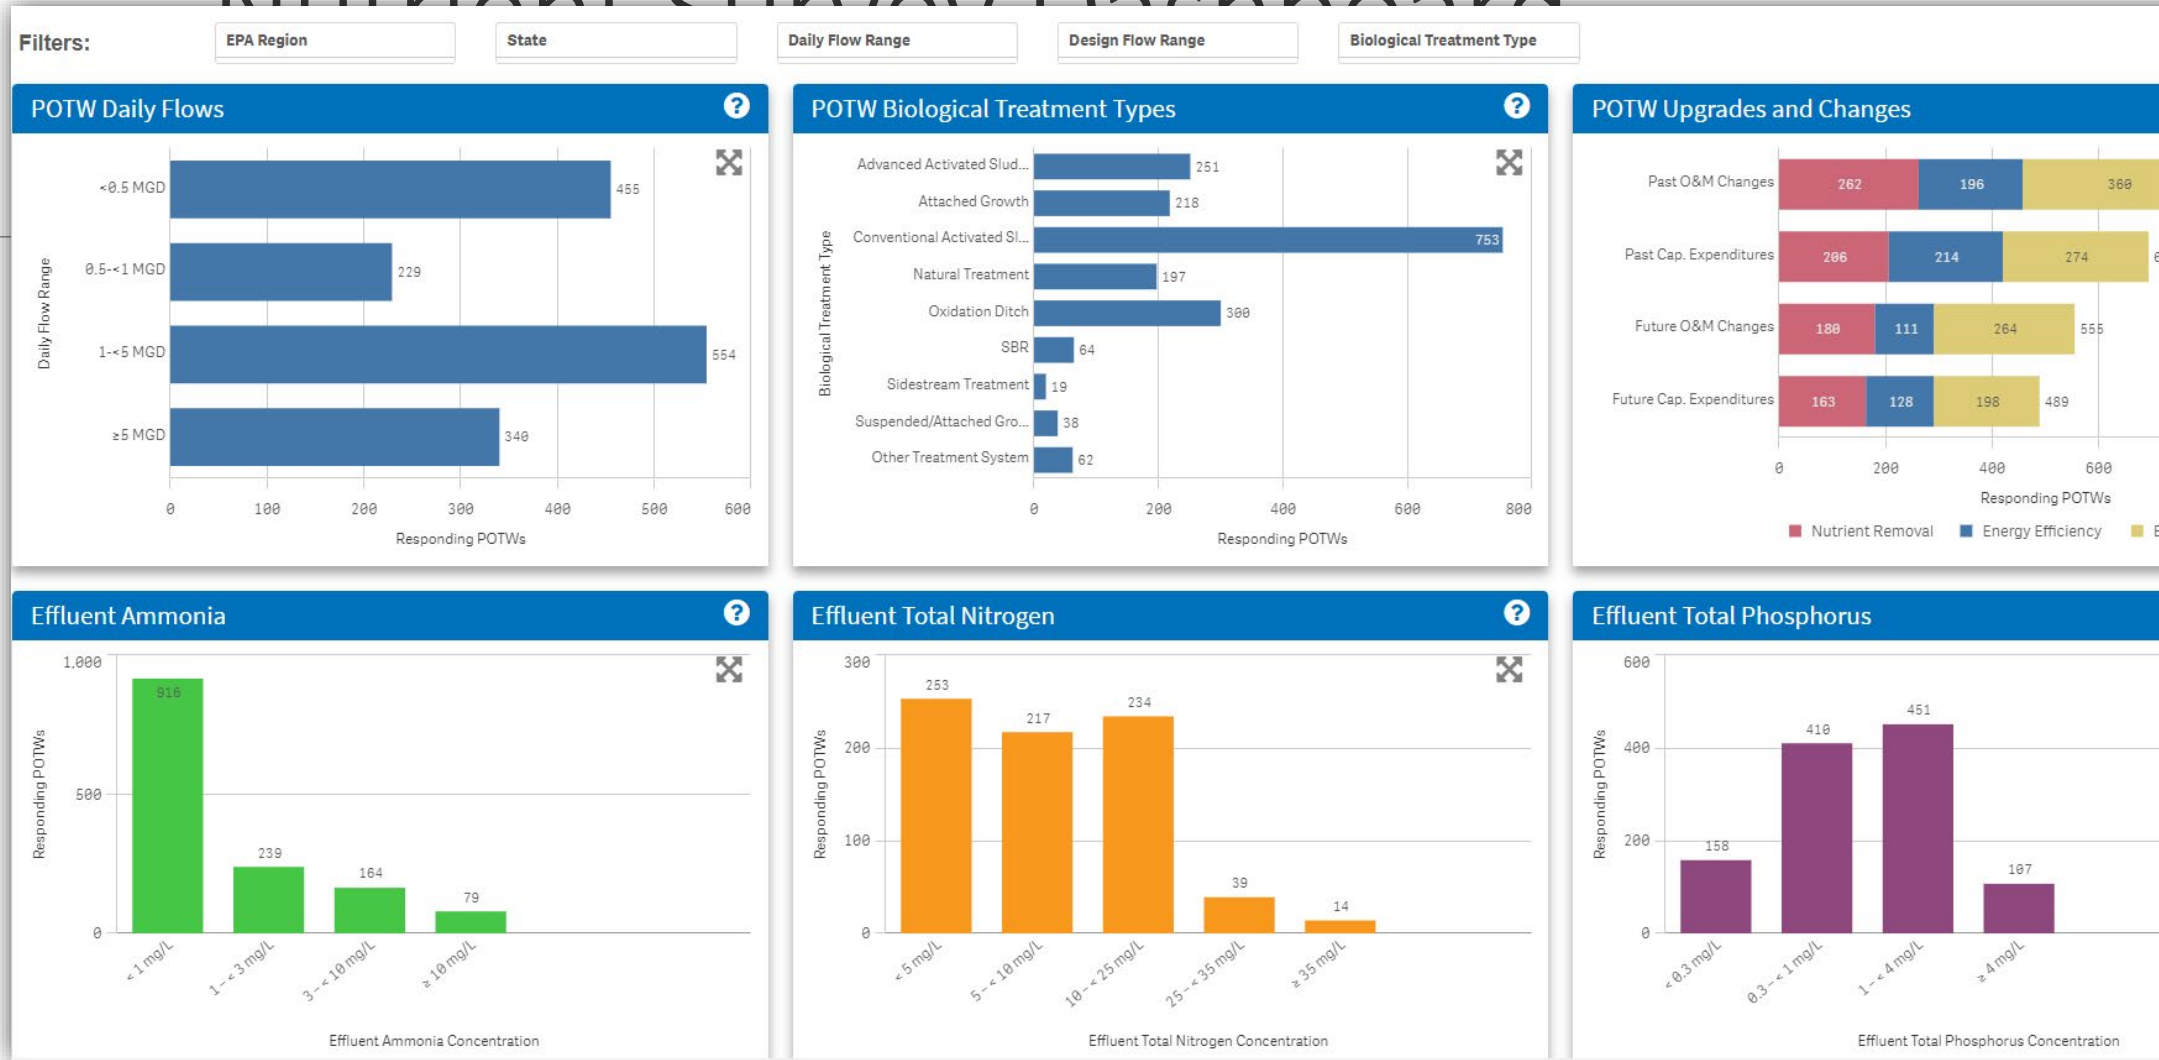 Nutrient Survey Dashboard
Filters:
EPA Region
State
Daily Flow Range
Design Flow Range
Biological Treatment Type
POTW Daily Flows
?
Daily Flow Range
<0.5 MGD
455
0.5-<1 MGD
229
1-<5 MGD
554
≥5 MGD
340
0 100 200 300 400 500 600
Responding POTWs
POTW Biological Treatment Types
?
Biological Treatment Type
Advanced Activated Slud...
251
Attached Growth
218
Conventional Activated Sl...
753
Natural Treatment
197
Oxidation Ditch
300
SBR
64
Sidestream Treatment
19
Suspended/Attached Gro...
38
Other Treatment System
62
0 200 400 600 800
Responding POTWs
POTW Upgrades and Changes
Past O&M Changes
262 196 360
Past Cap. Expenditures
206 214 274 6
Future O&M Changes
180 111 264 555
Future Cap. Expenditures
163 128 198 489
0 200 400 600
Responding POTWs
Nutrient Removal Energy Efficiency
Effluent Ammonia
?
Responding POTWs
1,000
500
0
916
239
164
79
< 1 mg/L
1 - < 3 mg/L
3 - < 10 mg/L
≥ 10 mg/L
Effluent Ammonia Concentration
Effluent Total Nitrogen
?
Responding POTWs
300
200
100
0
253
217
234
39
14
< 5 mg/L
5 - < 10 mg/L
10 - < 25 mg/L
25 - < 35 mg/L
≥ 35 mg/L
Effluent Total Nitrogen Concentration
Effluent Total Phosphorus
Responding POTWs
600
400
200
0
158
410
451
107
< 0.3 mg/L
0.3 - < 1 mg/L
1 - < 4 mg/L
≥ 4 mg/L
Effluent Total Phosphorus Concentration